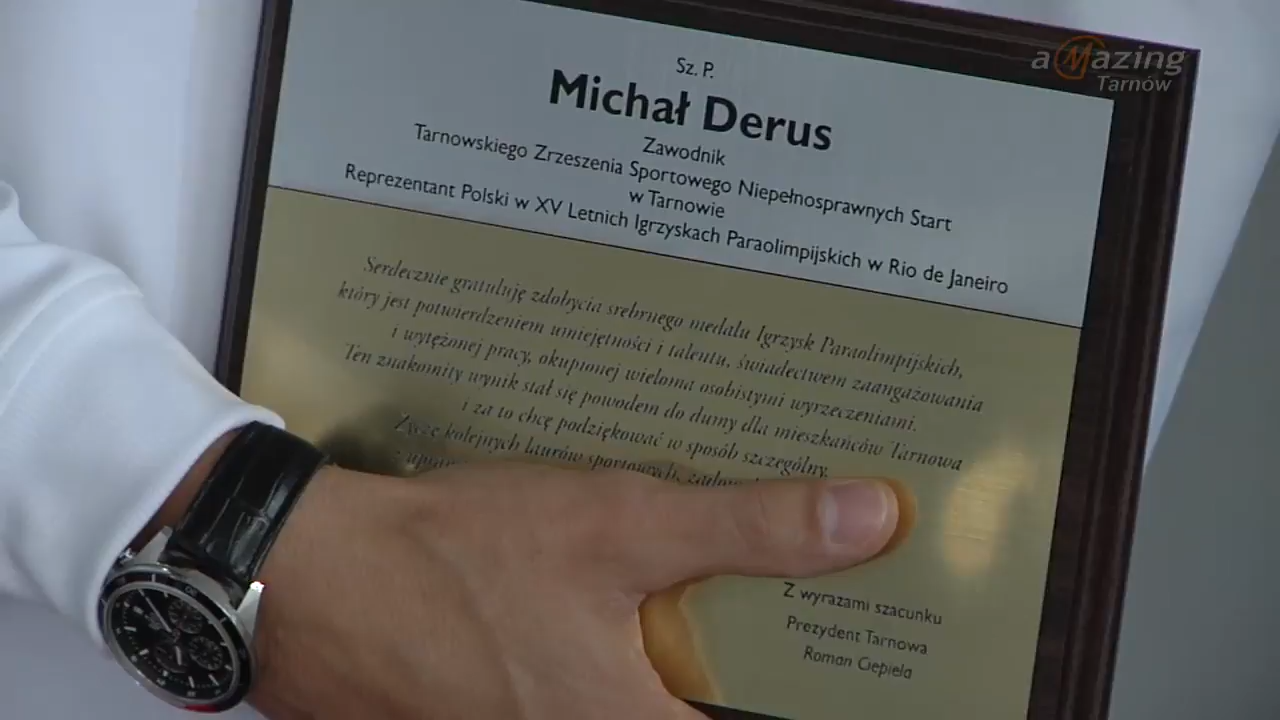 aMazing
Tarnów
Sz. P.
Michał Derus
Zawodnik
Tarnowskiego Zrzeszenia Sportowego Niepełnosprawnych Start
w Tarnowie
Reprezentant Polski w XV Letnich Igrzyskach Paraolimpijskich w Rio de Janeiro
Serdecznie gratuluję zdobycia srebrnego medalu Igrzysk Paraolimpijskich,
który jest potwierdzeniem umiejętności i talentu, świadectwem zaangażowania
i wytężonej pracy, okupionej wieloma osobistymi wyrzeczeniami.
Ten znakomity wynik stał się powodem do dumy dla mieszkańców Tarnowa
i za to chcę podziękować w sposób szczególny.
Życzę kolejnych laurów sportowych,
Z wyrazami szacunku
Prezydent Tarnowa
Roman Ciepiela